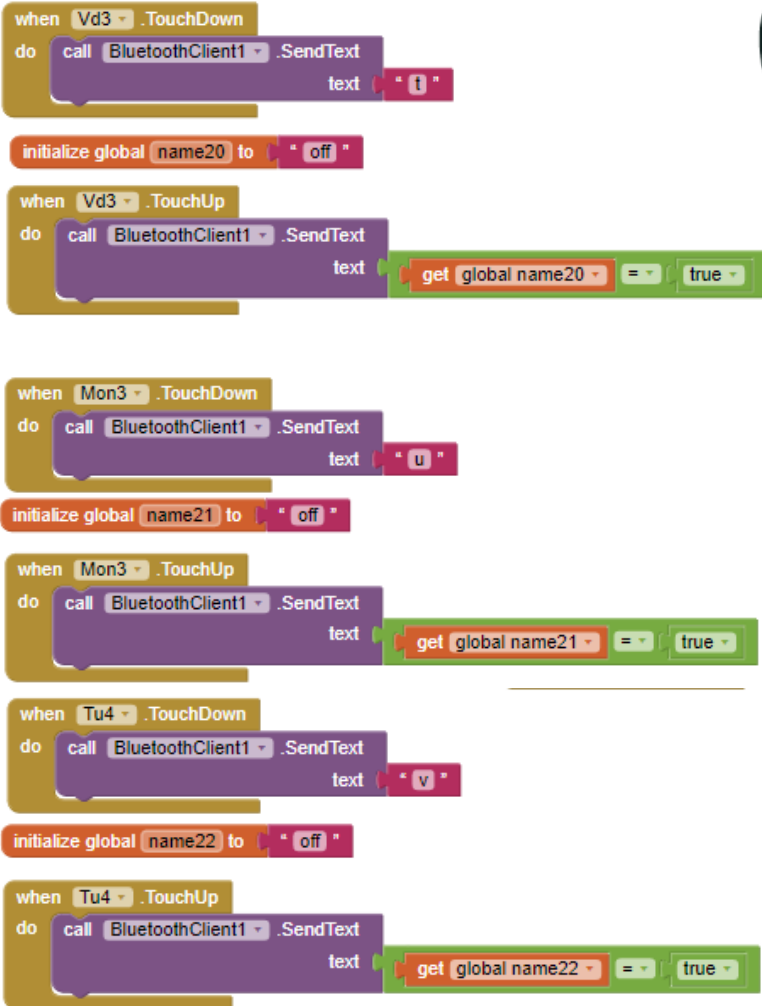 when Vd3 .TouchDown
do call BluetoothClient1 .SendText
text " t "
initialize global name20 to " off "
when Vd3 .TouchUp
do call BluetoothClient1 .SendText
text get global name20 = true
when Mon3 .TouchDown
do call BluetoothClient1 .SendText
text " u "
initialize global name21 to " off "
when Mon3 .TouchUp
do call BluetoothClient1 .SendText
text get global name21 = true
when Tu4 .TouchDown
do call BluetoothClient1 .SendText
text " v "
initialize global name22 to " off "
when Tu4 .TouchUp
do call BluetoothClient1 .SendText
text get global name22 = true